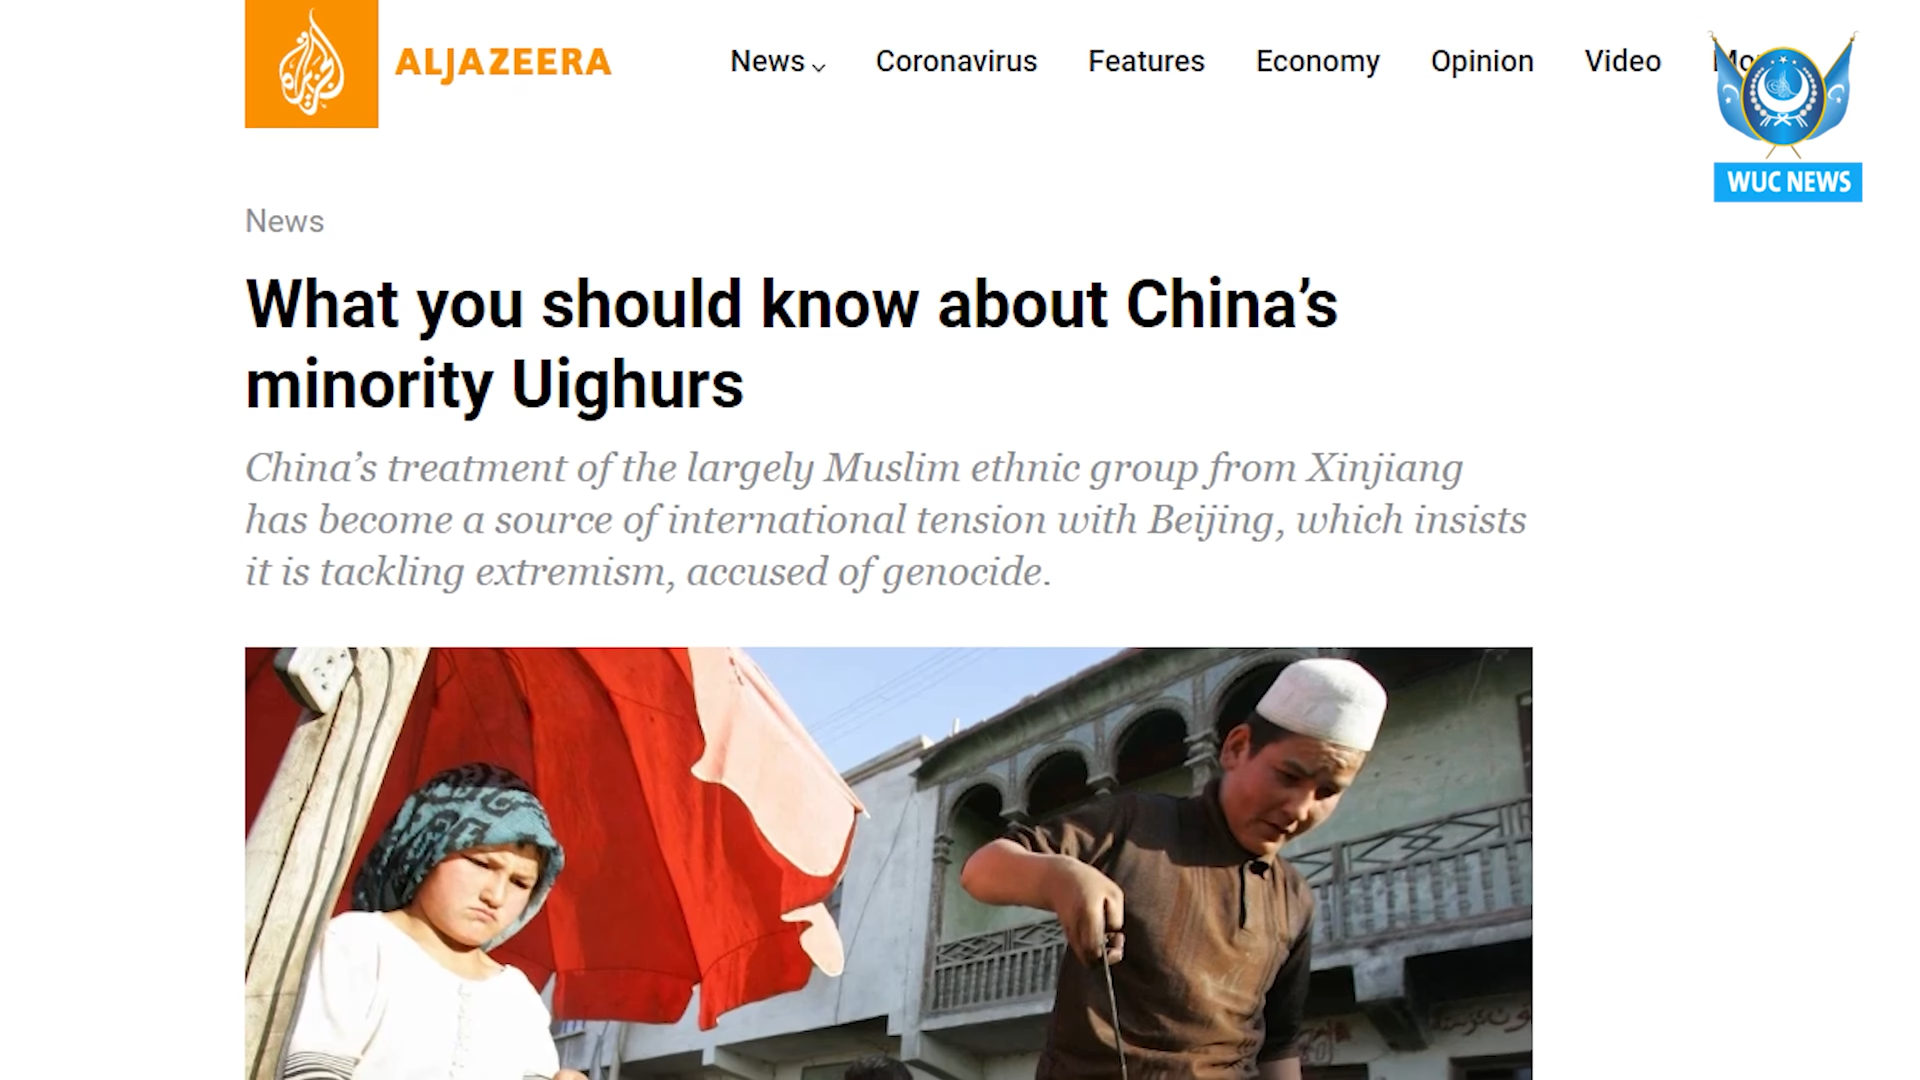 ALJAZEERA
News
Coronavirus
Features
Economy
Opinion
Video
WUC NEWS
News
What you should know about China’s
minority Uighurs
China’s treatment of the largely Muslim ethnic group from Xinjiang
has become a source of international tension with Beijing, which insists
it is tackling extremism, accused of genocide.